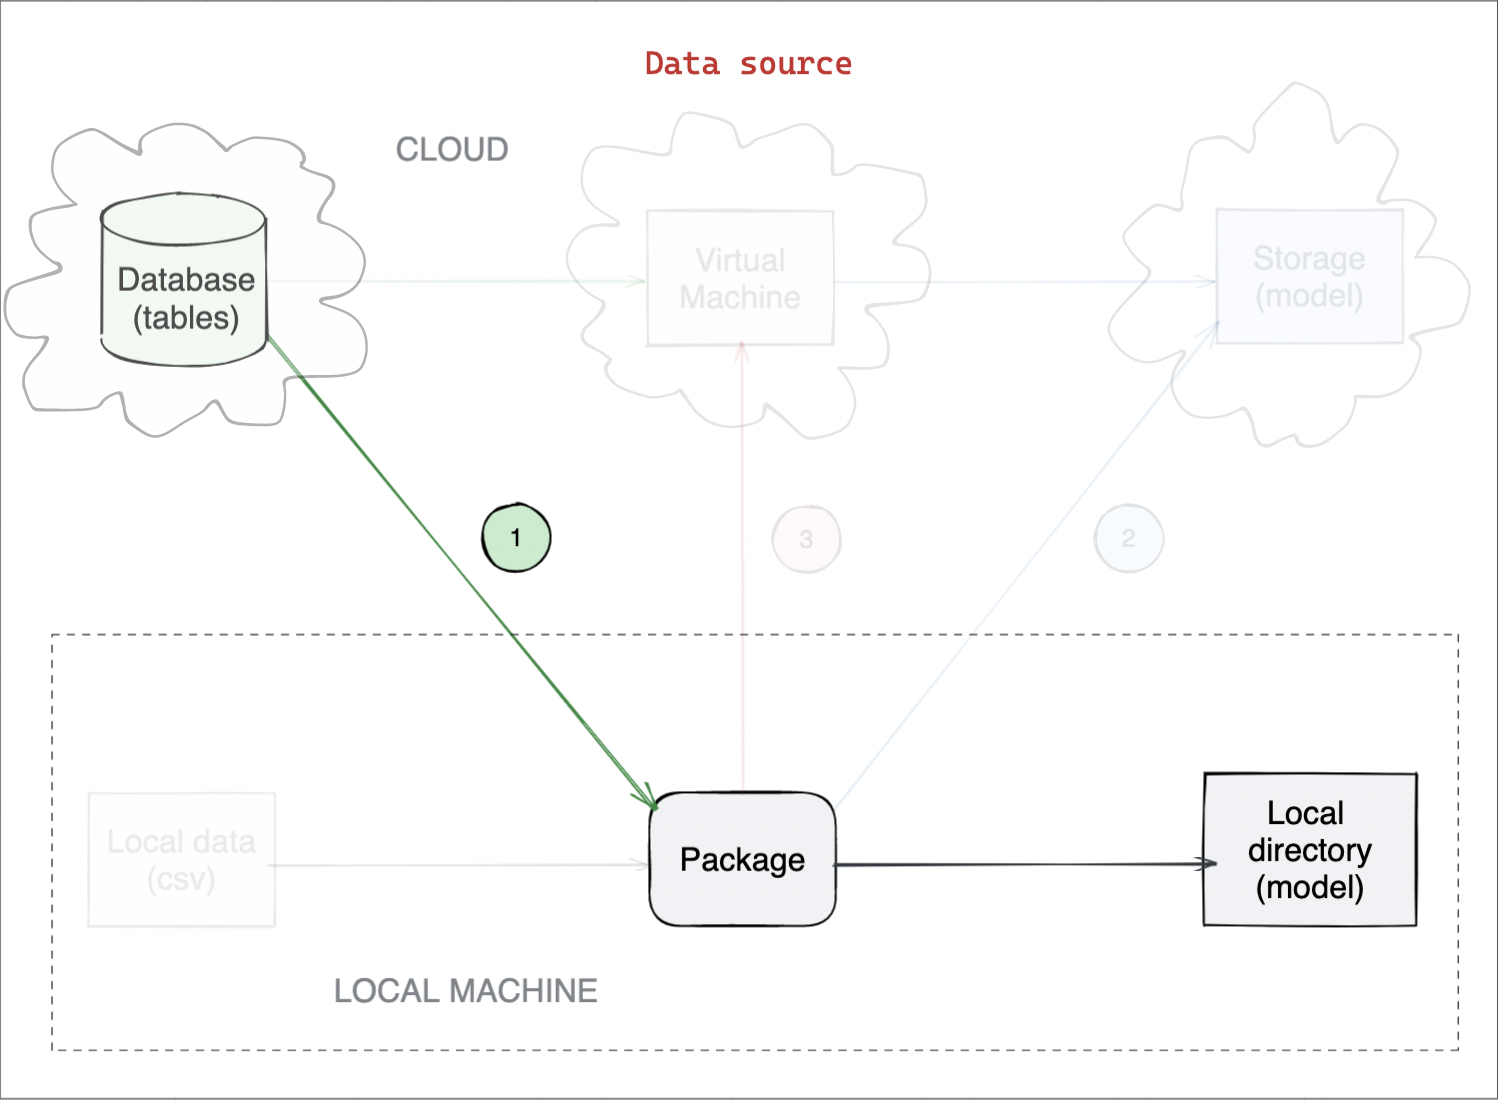 Data source
CLOUD
Database
(tables)
Virtual
Machine
Storage
(model)
1
3
2
Local data
(csv)
Package
Local
directory
(model)
LOCAL MACHINE